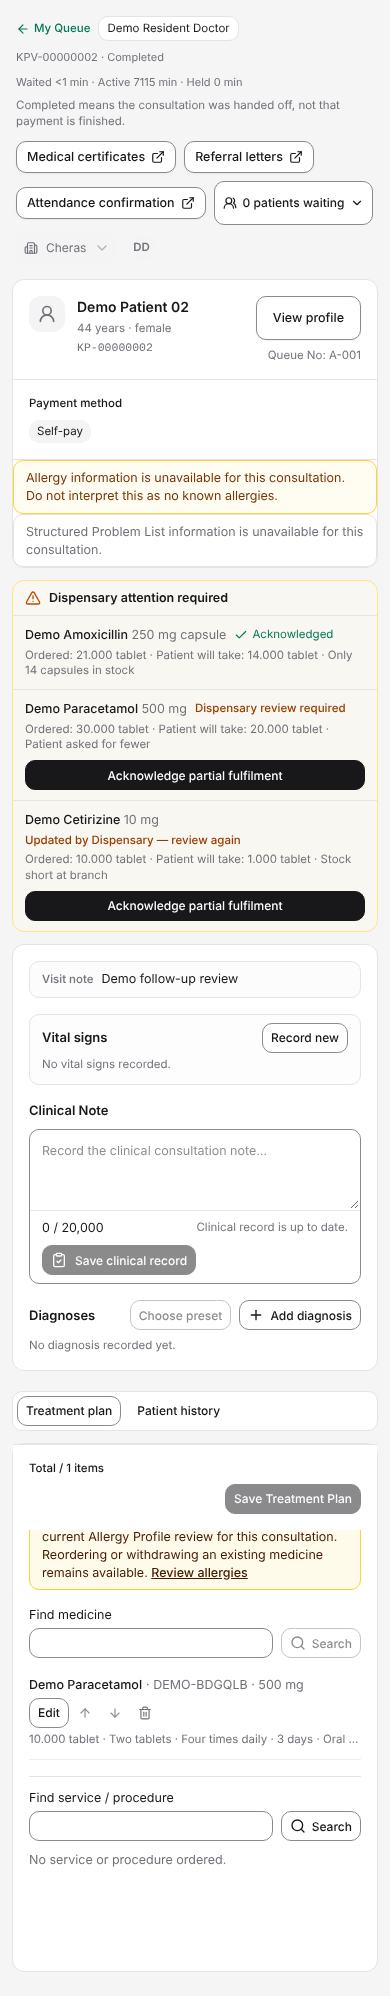 My Queue
Demo Resident Doctor
KPV-00000002 · Completed
Waited <1 min · Active 7115 min · Held 0 min
Completed means the consultation was handed off, not that
payment is finished.
Medical certificates
Referral letters
Attendance confirmation
0 patients waiting
Cheras
DD
Demo Patient 02
44 years · female
KP-00000002
View profile
Queue No: A-001
Payment method
Self-pay
Allergy information is unavailable for this consultation.
Do not interpret this as no known allergies.
Structured Problem List information is unavailable for this
consultation.
Dispensary attention required
Demo Amoxicillin 250 mg capsule Acknowledged
Ordered: 21.000 tablet · Patient will take: 14.000 tablet · Only
14 capsules in stock
Demo Paracetamol 500 mg Dispensary review required
Ordered: 30.000 tablet · Patient will take: 20.000 tablet ·
Patient asked for fewer
Acknowledge partial fulfilment
Demo Cetirizine 10 mg
Updated by Dispensary — review again
Ordered: 10.000 tablet · Patient will take: 1.000 tablet · Stock
short at branch
Acknowledge partial fulfilment
Visit note Demo follow-up review
Vital signs
Record new
No vital signs recorded.
Clinical Note
Record the clinical consultation note...
0 / 20,000
Clinical record is up to date.
Save clinical record
Diagnoses
Choose preset
Add diagnosis
No diagnosis recorded yet.
Treatment plan
Patient history
Total / 1 items
Save Treatment Plan
current Allergy Profile review for this consultation.
Reordering or withdrawing an existing medicine
remains available. Review allergies
Find medicine
Search
Demo Paracetamol · DEMO-BDGQLB · 500 mg
Edit
10.000 tablet · Two tablets · Four times daily · 3 days · Oral ...
Find service / procedure
Search
No service or procedure ordered.